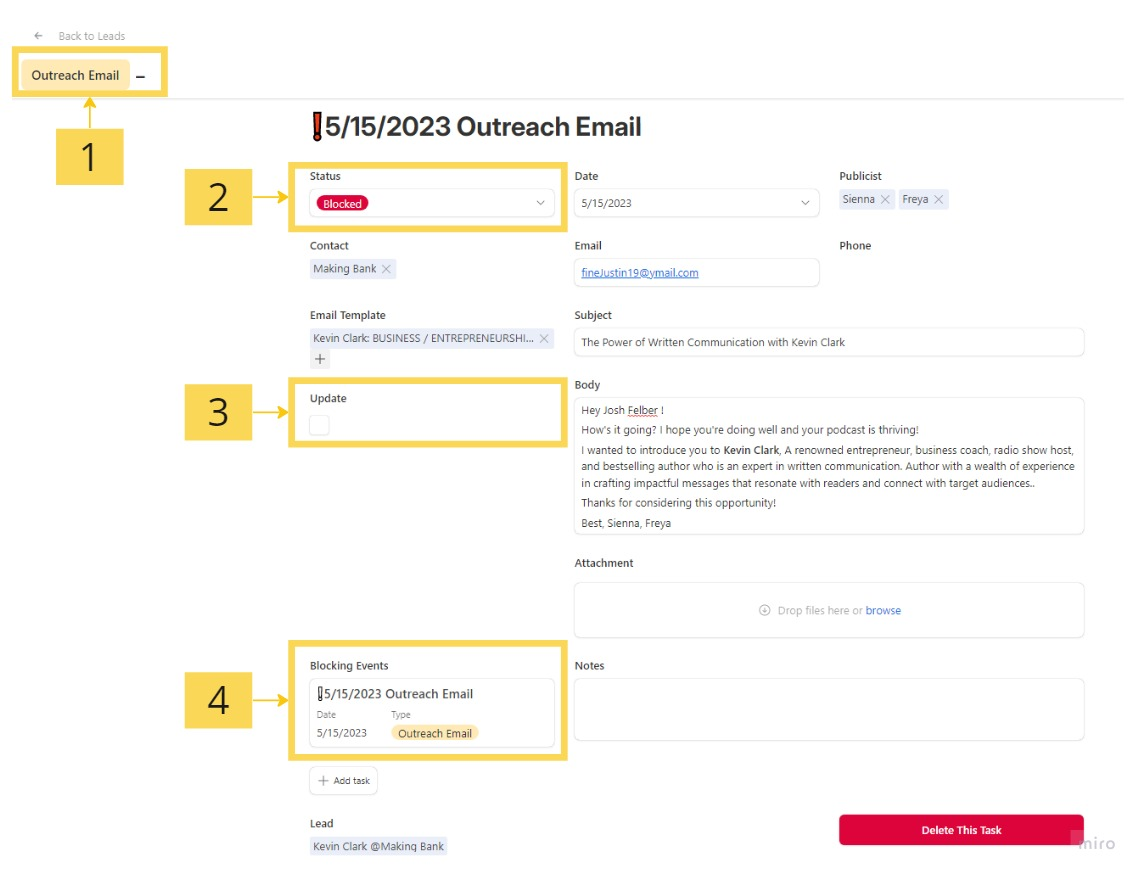 Back to Leads
Outreach Email
1
❗5/15/2023 Outreach Email
2
Status
Blocked
Date
5/15/2023
Publicist
Sienna
Freya
Contact
Making Bank
Email
fineJustin19@ymail.com
Phone
Email Template
Kevin Clark: BUSINESS / ENTREPRENEURSHI...
Subject
The Power of Written Communication with Kevin Clark
3
Update
Body
Hey Josh Felber !
How's it going? I hope you're doing well and your podcast is thriving!
I wanted to introduce you to Kevin Clark, A renowned entrepreneur, business coach, radio show host,
and bestselling author who is an expert in written communication. Author with a wealth of experience
in crafting impactful messages that resonate with readers and connect with target audiences..
Thanks for considering this opportunity!
Best, Sienna, Freya
Attachment
Drop files here or browse
4
Blocking Events
❗5/15/2023 Outreach Email
Date
Type
5/15/2023
Outreach Email
Notes
+ Add task
Lead
Kevin Clark @Making Bank
Delete This Task
miro